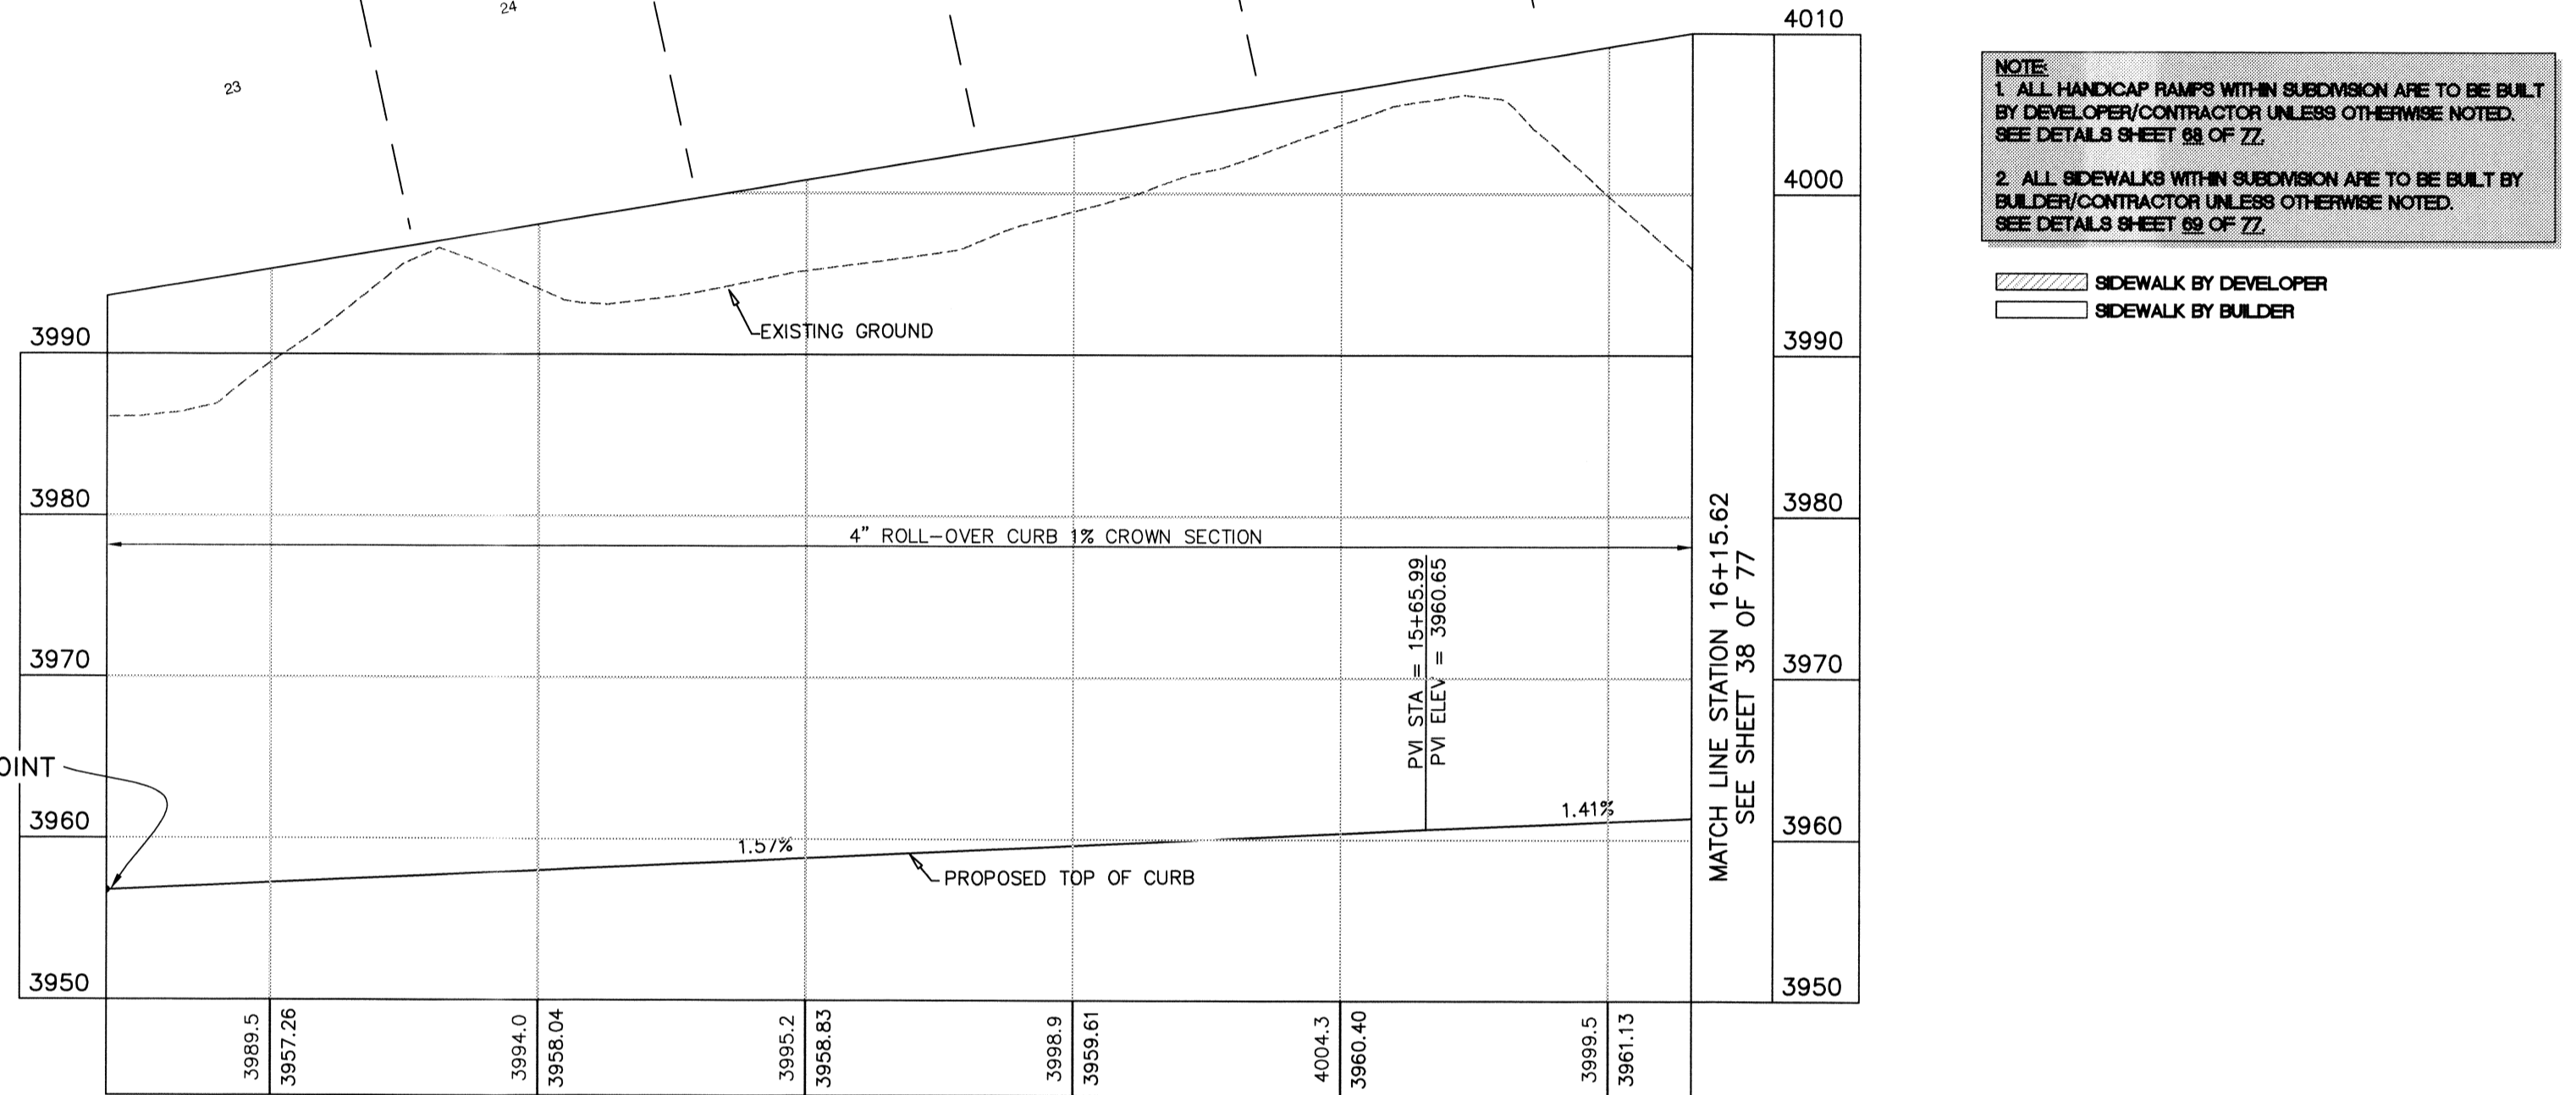 24
23
4010
4000
3990
3980
3970
3960
3950
3990
3980
3970
3960
3950
EXISTING GROUND
4" ROLL-OVER CURB 1% CROWN SECTION
PVI STA = 15+65.99
PVI ELEV = 3960.65
MATCH LINE STATION 16+15.62
SEE SHEET 38 OF 77
OINT
1.57%
1.41%
PROPOSED TOP OF CURB
3989.5
3957.26
3994.0
3958.04
3995.2
3958.83
3998.9
3959.61
4004.3
3960.40
3999.5
3961.13
NOTE:
1. ALL HANDICAP RAMPS WITHIN SUBDIVISION ARE TO BE BUILT
BY DEVELOPER/CONTRACTOR UNLESS OTHERWISE NOTED.
SEE DETAILS SHEET 68 OF 77.
2. ALL SIDEWALKS WITHIN SUBDIVISION ARE TO BE BUILT BY
BUILDER/CONTRACTOR UNLESS OTHERWISE NOTED.
SEE DETAILS SHEET 69 OF 77.
SIDEWALK BY DEVELOPER
SIDEWALK BY BUILDER